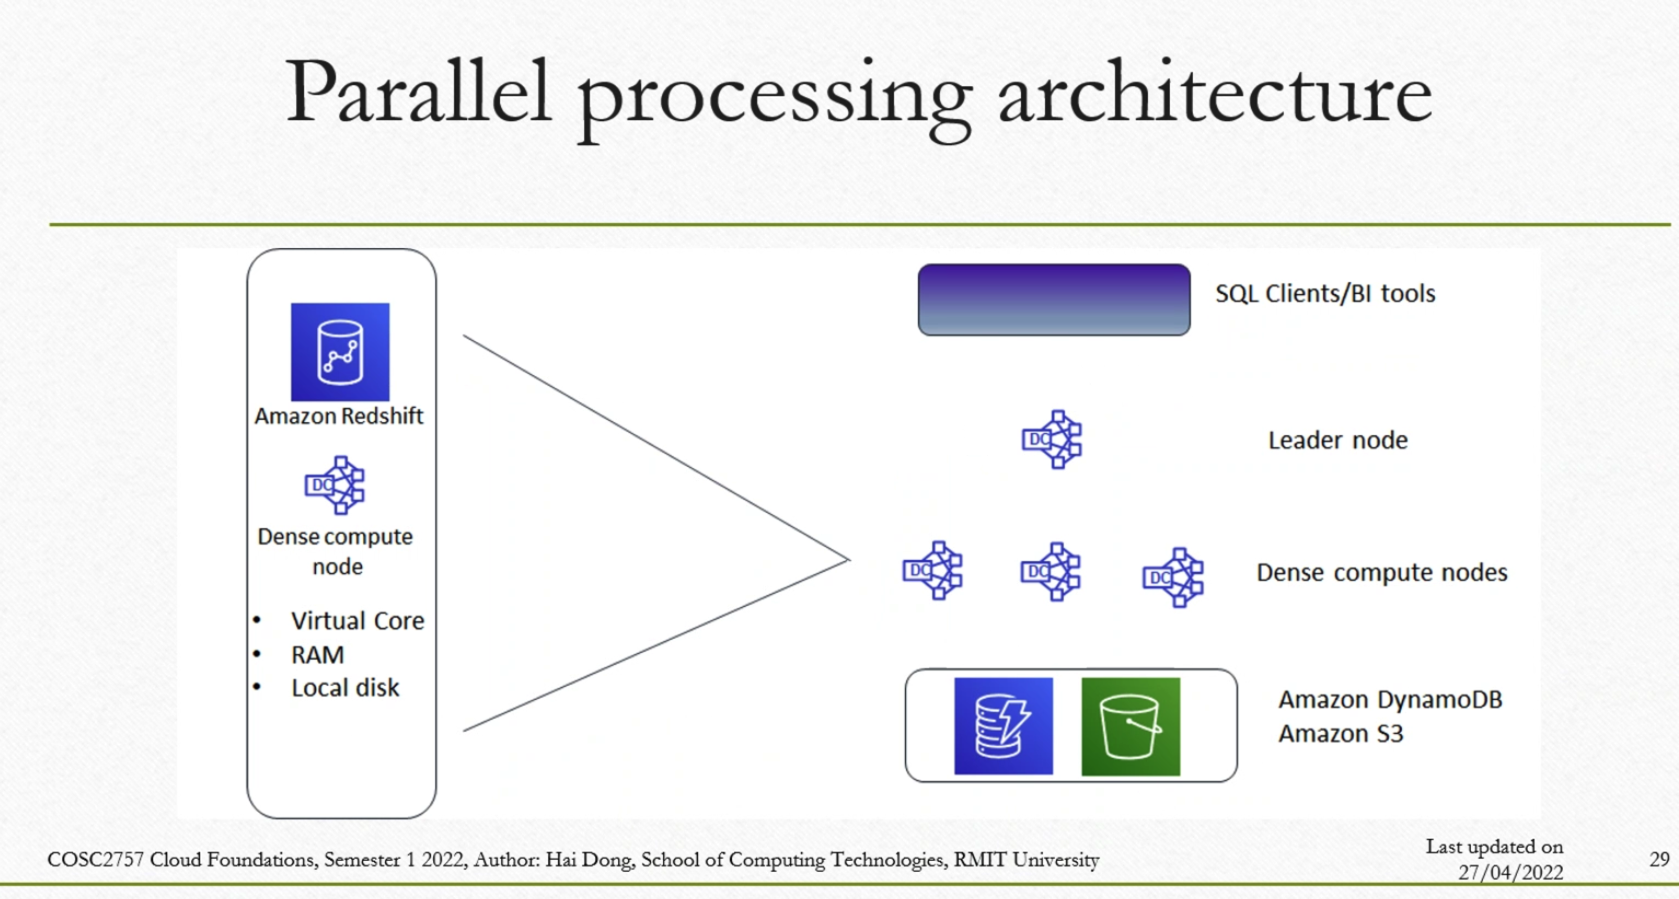 Parallel processing architecture
Amazon Redshift
DC
Dense compute
node
• Virtual Core
• RAM
• Local disk
SQL Clients/BI tools
DC
Leader node
DC
DC
DC
Dense compute nodes
Amazon DynamoDB
Amazon S3
COSC2757 Cloud Foundations, Semester 1 2022, Author: Hai Dong, School of Computing Technologies, RMIT University
Last updated on
27/04/2022
29